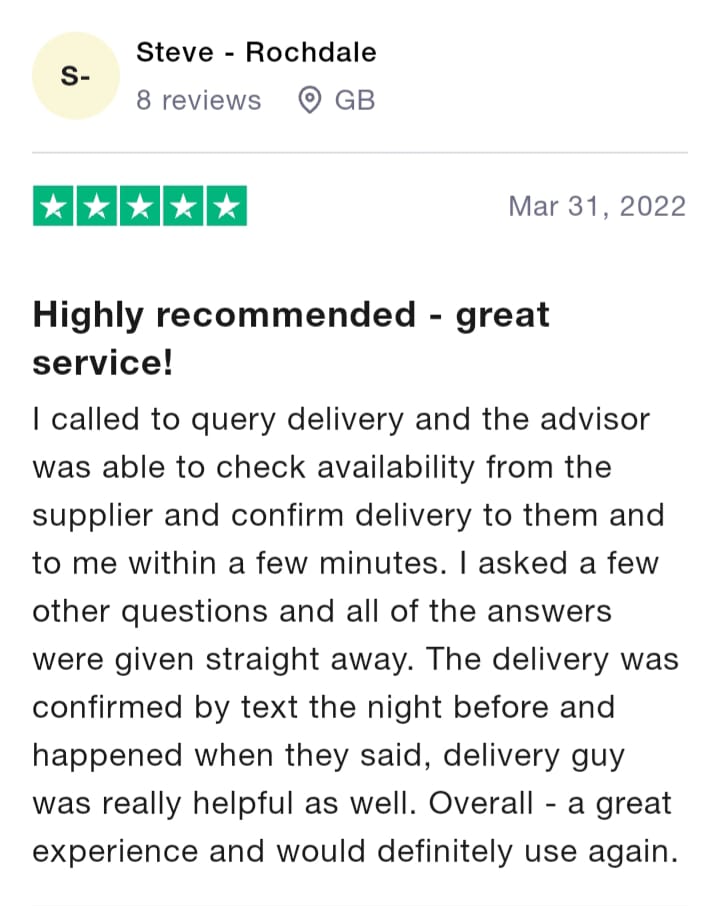 S-
Steve - Rochdale
8 reviews GB
Mar 31, 2022
Highly recommended - great
service!
I called to query delivery and the advisor
was able to check availability from the
supplier and confirm delivery to them and
to me within a few minutes. I asked a few
other questions and all of the answers
were given straight away. The delivery was
confirmed by text the night before and
happened when they said, delivery guy
was really helpful as well. Overall - a great
experience and would definitely use again.